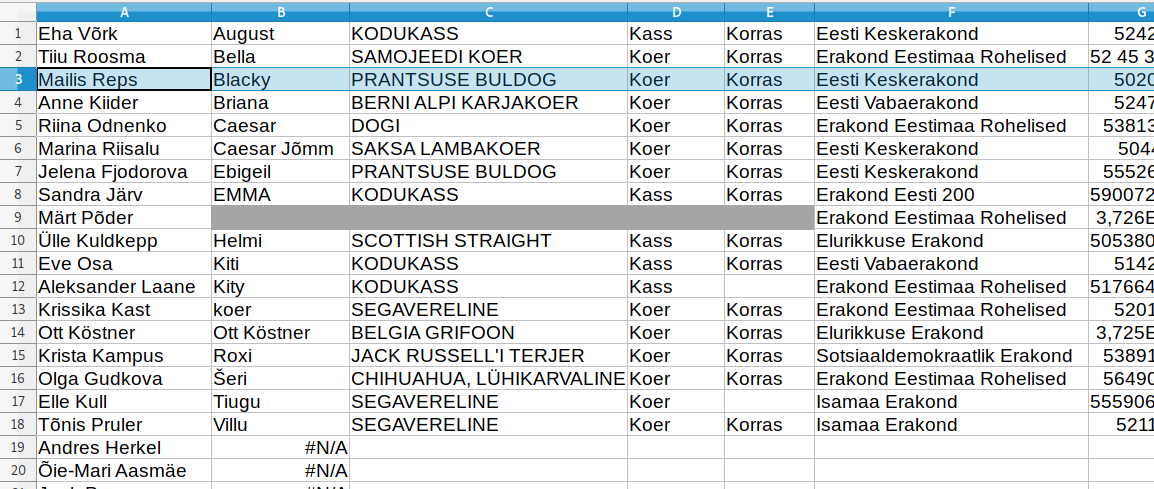 A B C D E F G
1 Eha Võrk August KODUKASS Kass Korras Eesti Keskerakond 5242
2 Tiiu Roosma Bella SAMOJEEDI KOER Koer Korras Erakond Eestimaa Rohelised 52 45 3
3 Mailis Reps Blacky PRANTSUSE BULDOG Koer Korras Eesti Keskerakond 5020
4 Anne Kiider Briana BERNI ALPI KARJAKOER Koer Korras Eesti Vabaerakond 5247
5 Riina Odnenko Caesar DOGI Koer Korras Erakond Eestimaa Rohelised 53813
6 Marina Riisalu Caesar Jõmm SAKSA LAMBAKOER Koer Korras Eesti Keskerakond 504
7 Jelena Fjodorova Ebigeil PRANTSUSE BULDOG Koer Korras Eesti Keskerakond 55526
8 Sandra Järv EMMA KODUKASS Kass Korras Erakond Eesti 200 590072
9 Märt Põder Erakond Eestimaa Rohelised 3,726E
10 Ülle Kuldkepp Helmi SCOTTISH STRAIGHT Kass Korras Elurikkuse Erakond 505380
11 Eve Osa Kiti KODUKASS Kass Korras Eesti Vabaerakond 5142
12 Aleksander Laane Kity KODUKASS Kass Erakond Eestimaa Rohelised 517664
13 Krissika Kast koer SEGAVERELINE Koer Korras Erakond Eestimaa Rohelised 5201
14 Ott Köstner Ott Köstner BELGIA GRIFOON Koer Korras Elurikkuse Erakond 3,725E
15 Krista Kampus Roxi JACK RUSSELL'I TERJER Koer Korras Sotsiaaldemokraatlik Erakond 53891
16 Olga Gudkova Šeri CHIHUAHUA, LÜHIKARVALINE Koer Korras Erakond Eestimaa Rohelised 56490
17 Elle Kull Tiugu SEGAVERELINE Koer Isamaa Erakond 555906
18 Tõnis Pruler Villu SEGAVERELINE Koer Korras Isamaa Erakond 5211
19 Andres Herkel #N/A
20 Õie-Mari Aasmäe #N/A